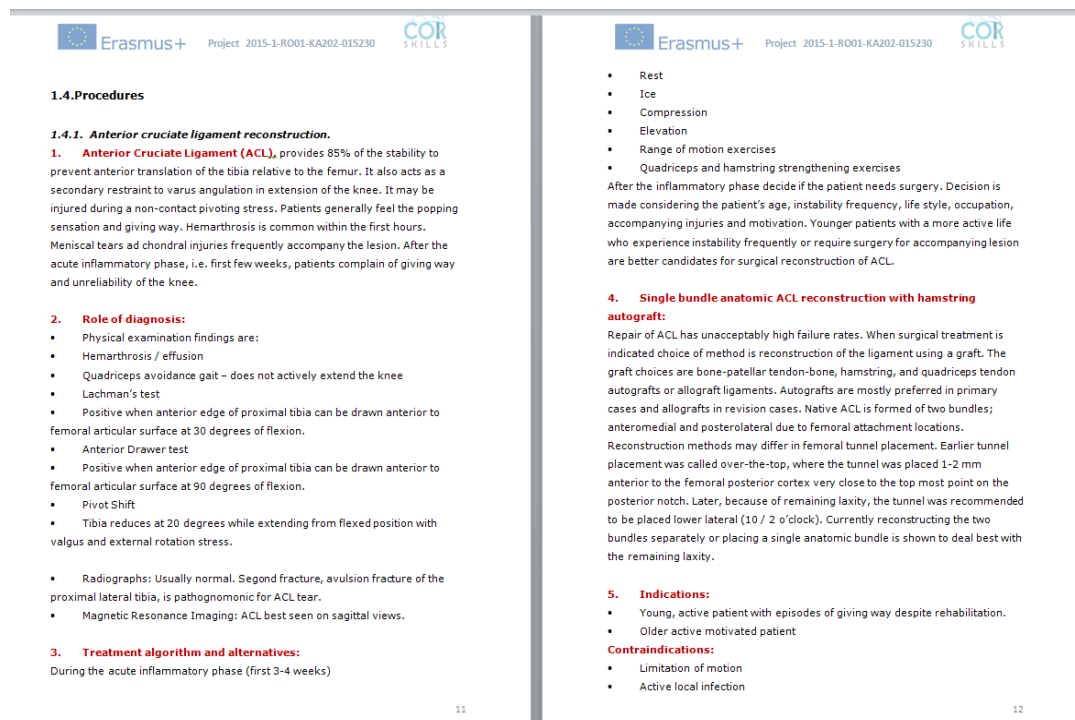 Erasmus+ Project 2015-1-RO01-KA202-015230 COR SKILLS
1.4.Procedures
1.4.1. Anterior cruciate ligament reconstruction.
1. Anterior Cruciate Ligament (ACL), provides 85% of the stability to
prevent anterior translation of the tibia relative to the femur. It also acts as a
secondary restraint to varus angulation in extension of the knee. It may be
injured during a non-contact pivoting stress. Patients generally feel the popping
sensation and giving way. Hemarthrosis is common within the first hours.
Meniscal tears ad chondral injuries frequently accompany the lesion. After the
acute inflammatory phase, i.e. first few weeks, patients complain of giving way
and unreliability of the knee.
2. Role of diagnosis:
• Physical examination findings are:
• Hemarthrosis / effusion
• Quadriceps avoidance gait – does not actively extend the knee
• Lachman's test
• Positive when anterior edge of proximal tibia can be drawn anterior to
femoral articular surface at 30 degrees of flexion.
• Anterior Drawer test
• Positive when anterior edge of proximal tibia can be drawn anterior to
femoral articular surface at 90 degrees of flexion.
• Pivot Shift
• Tibia reduces at 20 degrees while extending from flexed position with
valgus and external rotation stress.
• Radiographs: Usually normal. Segond fracture, avulsion fracture of the
proximal lateral tibia, is pathognomonic for ACL tear.
• Magnetic Resonance Imaging: ACL best seen on sagittal views.
3. Treatment algorithm and alternatives:
During the acute inflammatory phase (first 3-4 weeks)
11
Erasmus+ Project 2015-1-RO01-KA202-015230 COR SKILLS
• Rest
• Ice
• Compression
• Elevation
• Range of motion exercises
• Quadriceps and hamstring strengthening exercises
After the inflammatory phase decide if the patient needs surgery. Decision is
made considering the patient's age, instability frequency, life style, occupation,
accompanying injuries and motivation. Younger patients with a more active life
who experience instability frequently or require surgery for accompanying lesion
are better candidates for surgical reconstruction of ACL.
4. Single bundle anatomic ACL reconstruction with hamstring
autograft:
Repair of ACL has unacceptably high failure rates. When surgical treatment is
indicated choice of method is reconstruction of the ligament using a graft. The
graft choices are bone-patellar tendon-bone, hamstring, and quadriceps tendon
autografts or allograft ligaments. Autografts are mostly preferred in primary
cases and allografts in revision cases. Native ACL is formed of two bundles;
anteromedial and posterolateral due to femoral attachment locations.
Reconstruction methods may differ in femoral tunnel placement. Earlier tunnel
placement was called over-the-top, where the tunnel was placed 1-2 mm
anterior to the femoral posterior cortex very close to the top most point on the
posterior notch. Later, because of remaining laxity, the tunnel was recommended
to be placed lower lateral (10 / 2 o'clock). Currently reconstructing the two
bundles separately or placing a single anatomic bundle is shown to deal best with
the remaining laxity.
5. Indications:
• Young, active patient with episodes of giving way despite rehabilitation.
• Older active motivated patient
Contraindications:
• Limitation of motion
• Active local infection
12